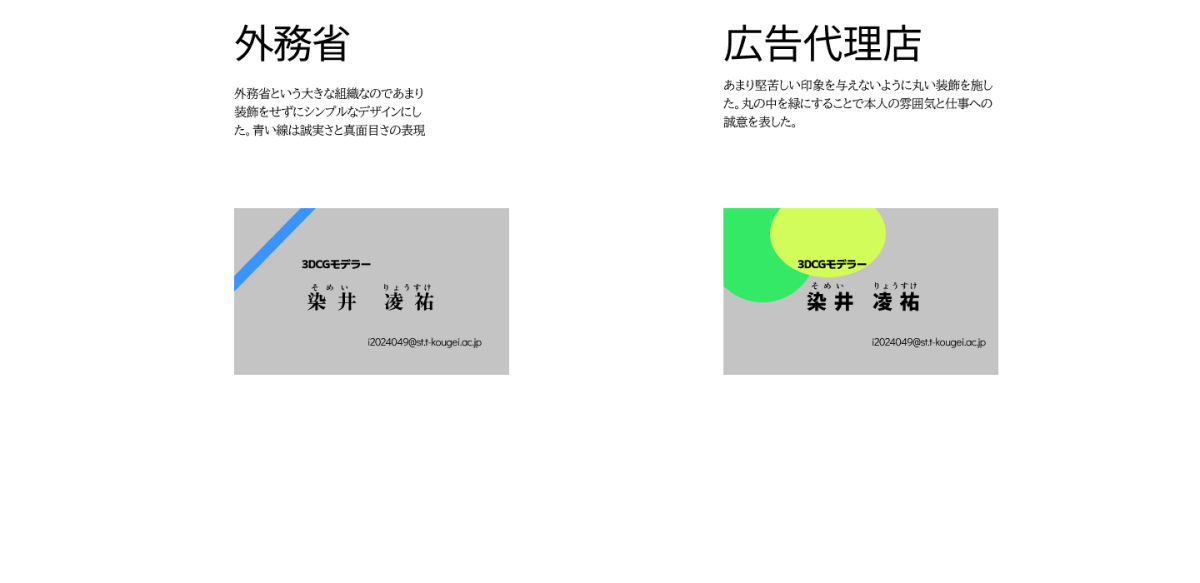 外務省
外務省という大きな組織なのであまり
装飾をせずにシンプルなデザインにし
た。青い線は誠実さと真面目さの表現
3DCGモデラー
そめい りょうすけ
染井 凌祐
i2024049@st.t-kougei.ac.jp
広告代理店
あまり堅苦しい印象を与えないように丸い装飾を施し
た。丸の中を緑にすることで本人の雰囲気と仕事への
誠意を表した。
3DCGモデラー
そめい りょうすけ
染井 凌祐
i2024049@st.t-kougei.ac.jp